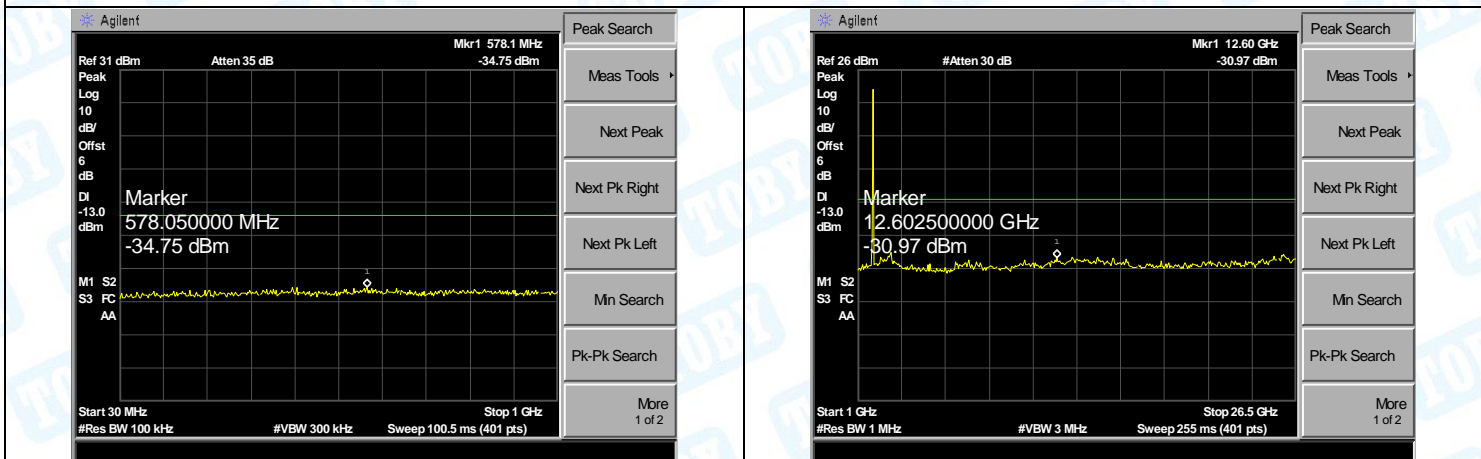 Agilent
Peak Search
Mkr1 578.1 MHz
Ref 31 dBm Atten 35 dB -34.75 dBm
Peak
Log
10
dB/
Offst
6
dB
DI
-13.0
dBm
Marker
578.050000 MHz
-34.75 dBm
1
M1 S2
S3 FC
AA
Start 30 MHz Stop 1 GHz
#Res BW 100 kHz #VBW 300 kHz Sweep 100.5 ms (401 pts)
Meas Tools
Next Peak
Next Pk Right
Next Pk Left
Min Search
Pk-Pk Search
More
1 of 2
Agilent
Peak Search
Mkr1 12.60 GHz
Ref 26 dBm #Atten 30 dB -30.97 dBm
Peak
Log
10
dB/
Offst
6
dB
DI
-13.0
dBm
Marker
12.602500000 GHz
-30.97 dBm
1
M1 S2
S3 FC
AA
Start 1 GHz Stop 26.5 GHz
#Res BW 1 MHz #VBW 3 MHz Sweep 255 ms (401 pts)
Meas Tools
Next Peak
Next Pk Right
Next Pk Left
Min Search
Pk-Pk Search
More
1 of 2
TOBY